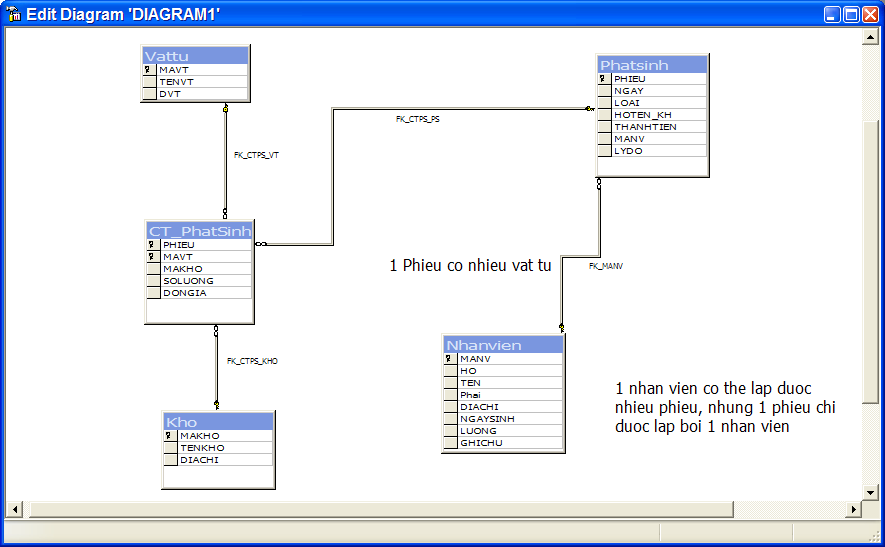 Edit Diagram 'DIAGRAM1'
Vattu
MAVT
TENVT
DVT
Phatsinh
PHIEU
NGAY
LOAI
HOTEN_KH
THANHTIEN
MANV
LYDO
FK_CTPS_PS
FK_CTPS_VT
CT_PhatSinh
PHIEU
MAVT
MAKHO
SOLUONG
DONGIA
1 Phieu co nhieu vat tu
FK_MANV
Nhanvien
MANV
HO
TEN
Phai
DIACHI
NGAYSINH
LUONG
GHICHU
FK_CTPS_KHO
Kho
MAKHO
TENKHO
DIACHI
1 nhan vien co the lap duoc
nhieu phieu, nhung 1 phieu chi
duoc lap boi 1 nhan vien